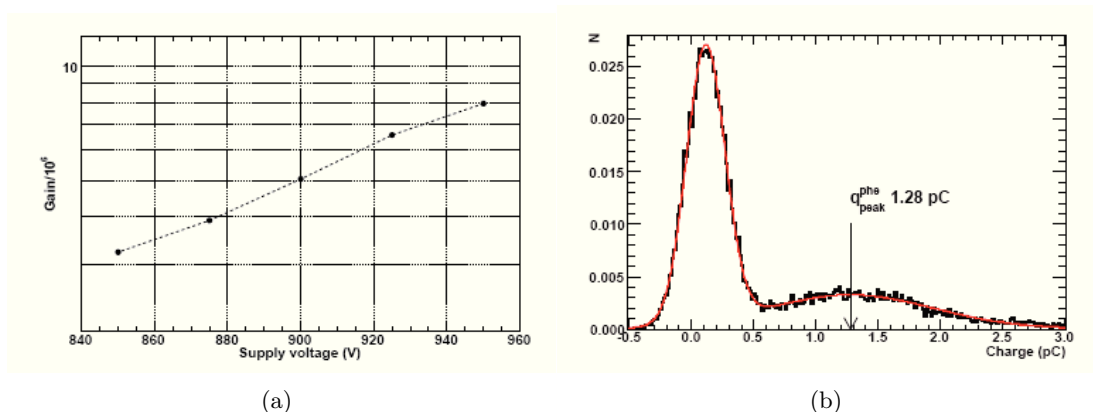 10
Gain/10⁶
840 860 880 900 920 940 960
Supply voltage (V)
(a)
N
0.025
0.020
0.015
0.010
0.005
0.000
q^phe_peak 1.28 pC
-0.5 0.0 0.5 1.0 1.5 2.0 2.5 3.0
Charge (pC)
(b)